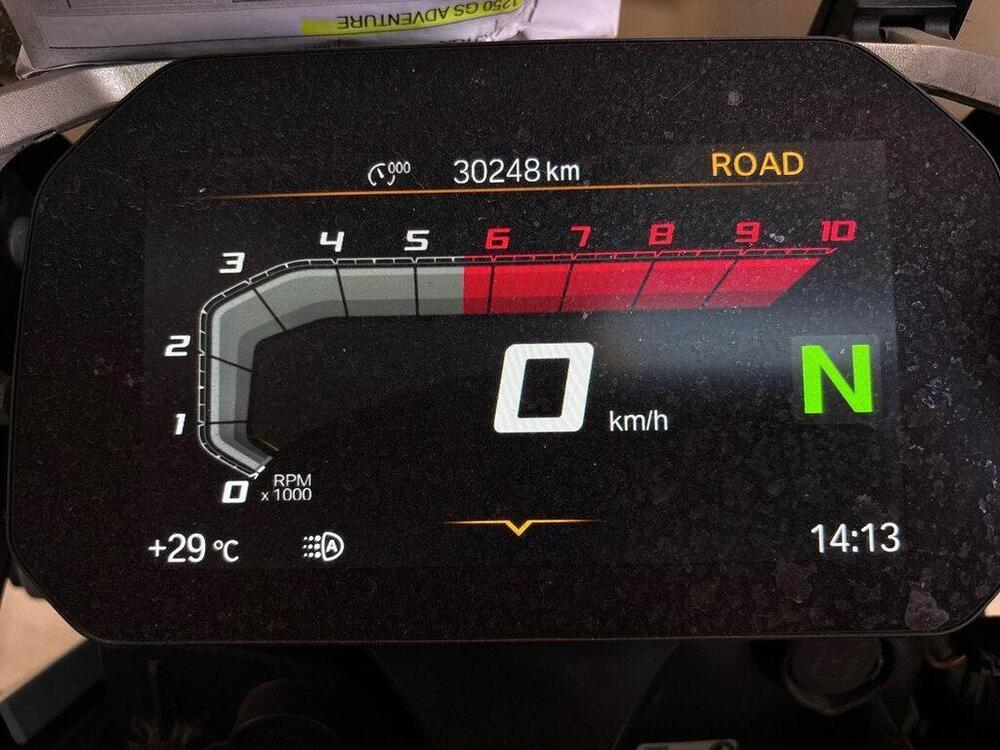 1250 GS ADVENTURE
000 30248 km ROAD
0 1 2 3 4 5 6 7 8 9 10
0 km/h N
RPM
x 1000
+29 °C A 14:13